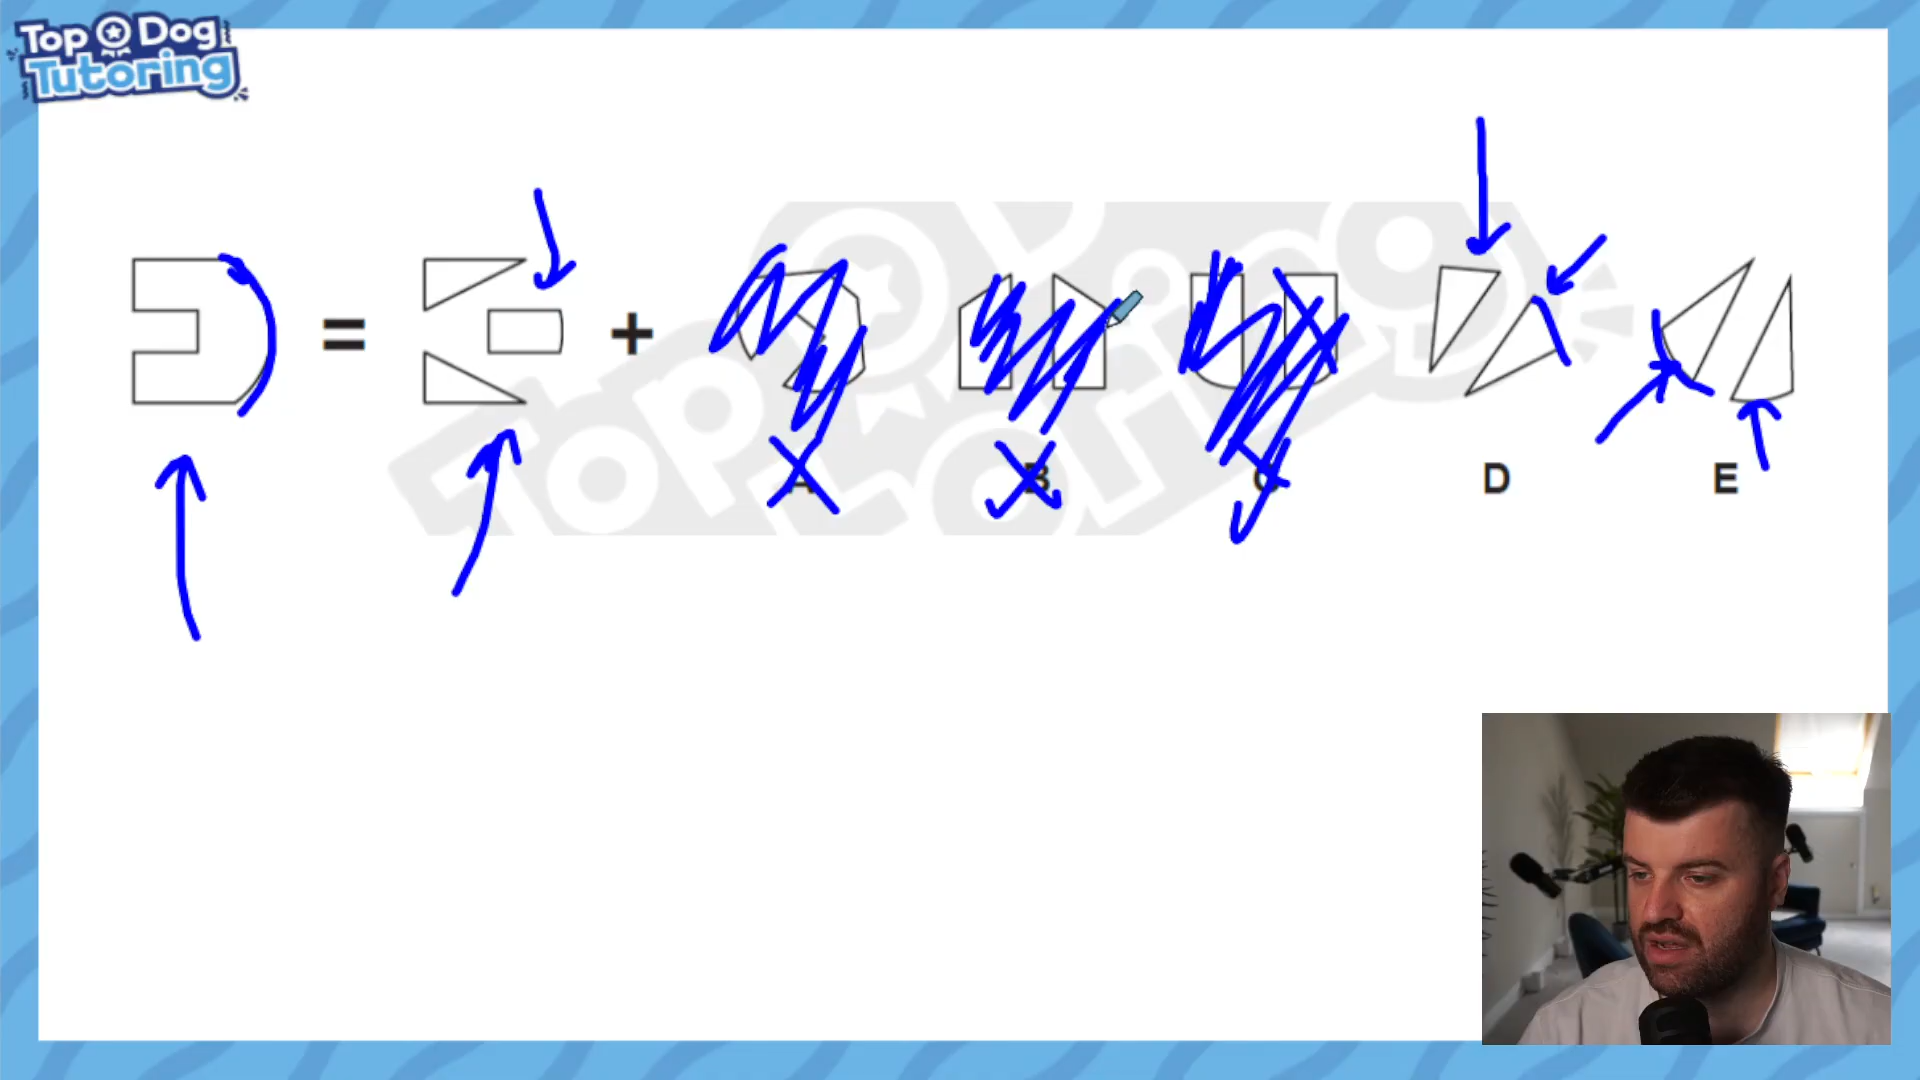 Top Dog
Tutoring
=
+
A B C D E